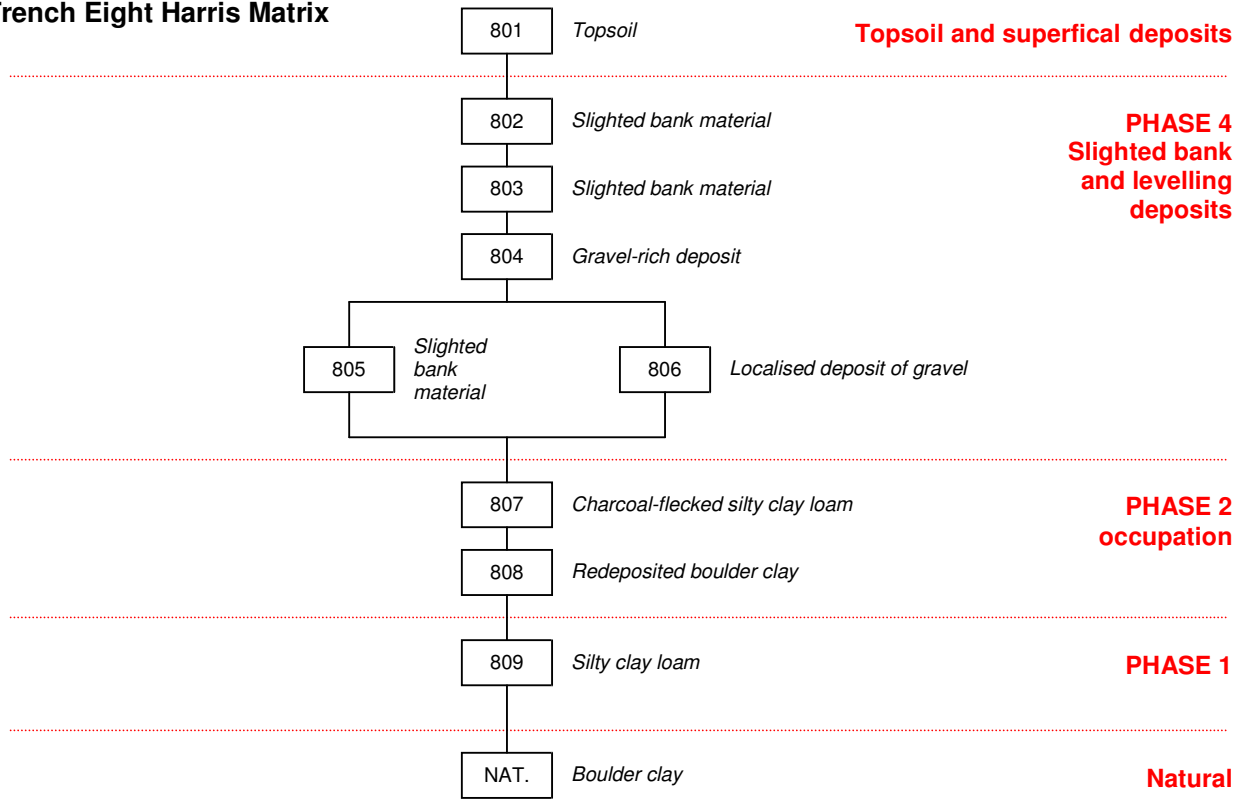 Trench Eight Harris Matrix
801 Topsoil Topsoil and superfical deposits
802 Slighted bank material PHASE 4
Slighted bank
803 Slighted bank material and levelling
deposits
804 Gravel-rich deposit
805 Slighted
bank
material
806 Localised deposit of gravel
807 Charcoal-flecked silty clay loam PHASE 2
occupation
808 Redeposited boulder clay
809 Silty clay loam PHASE 1
NAT. Boulder clay Natural